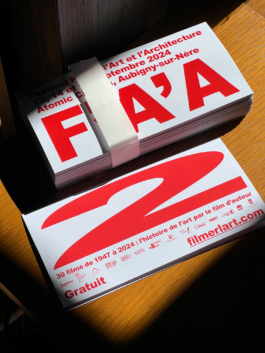 l'Art et l'Architecture
septembre 2024
Atomic
, Aubigny-sur-Nère
F A'A
2
30 films de 1947 à 2024 : l'histoire de l'art par le film d'auteur
Gratuit
filmerlart.com